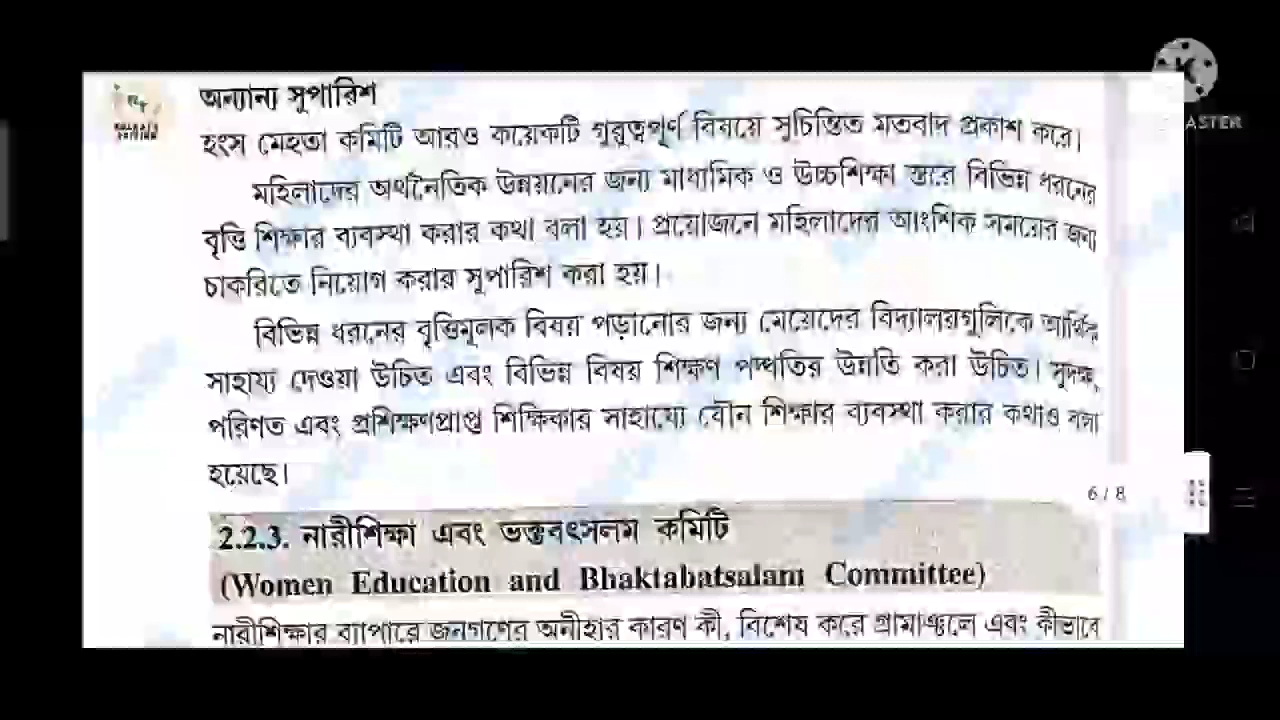 অন্যান্য সুপারিশ
হংস মেহতা কমিটি আরও কয়েকটি গুরুত্বপূর্ণ বিষয়ে সুচিন্তিত মতবাদ প্রকাশ করে।
মহিলাদের অর্থনৈতিক উন্নয়নের জন্য মাধ্যমিক ও উচ্চশিক্ষা স্তরে বিভিন্ন ধরনের
বৃত্তি শিক্ষার ব্যবস্থা করার কথা বলা হয়। প্রয়োজনে মহিলাদের আংশিক সময়ের জন্য
চাকরিতে নিয়োগ করার সুপারিশ করা হয়।
বিভিন্ন ধরনের বৃত্তিমূলক বিষয় পড়ানোর জন্য মেয়েদের বিদ্যালয়গুলিকে আর্থিক
সাহায্য দেওয়া উচিত এবং বিভিন্ন বিষয় শিক্ষণ পদ্ধতির উন্নতি করা উচিত। সুদক্ষ,
পরিণত এবং প্রশিক্ষণপ্রাপ্ত শিক্ষিকার সাহায্যে যৌন শিক্ষার ব্যবস্থা করার কথাও বলা
হয়েছে।
6 / 8
2.2.3. নারীশিক্ষা এবং ভক্তবৎসলম কমিটি
(Women Education and Bhaktabatsalam Committee)
নারীশিক্ষার ব্যাপারে জনগণের অনীহার কারণ কী, বিশেষ করে গ্রামাঞ্চলে এবং কীভাবে